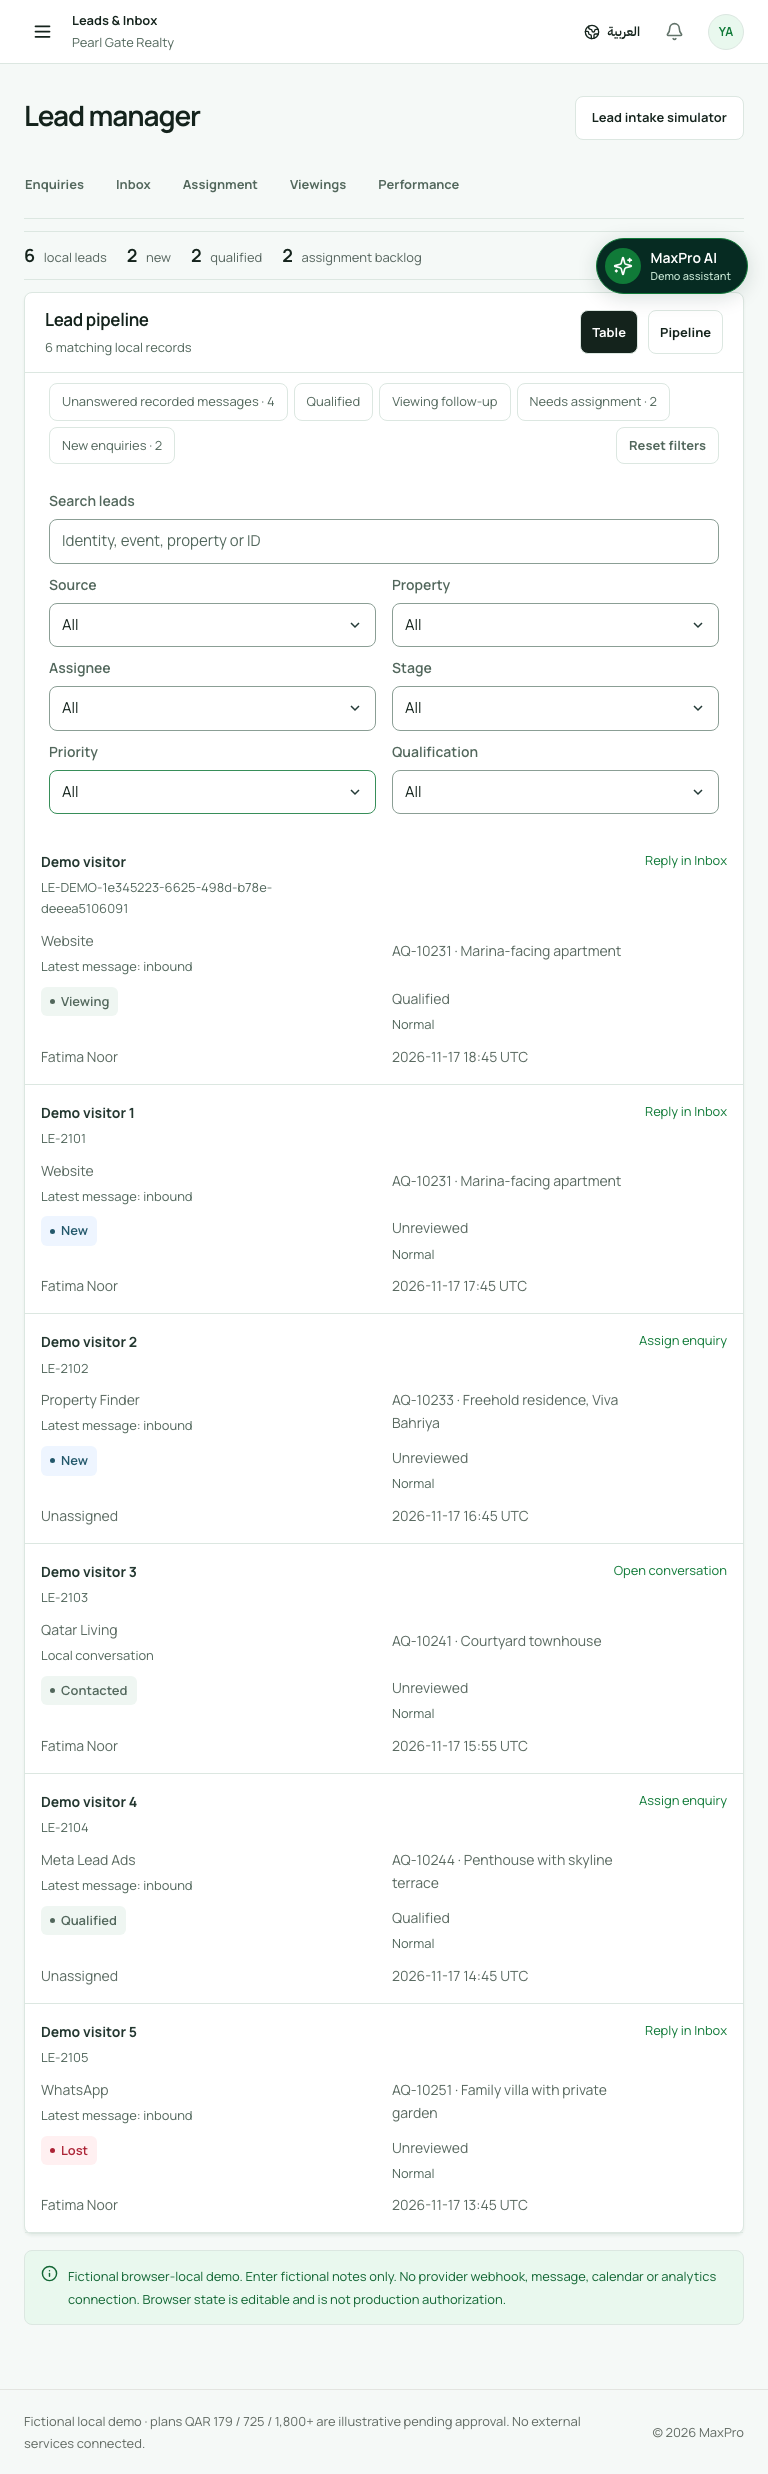 Leads & Inbox
Pearl Gate Realty
العربية
YA
Lead manager
Lead intake simulator
Enquiries Inbox Assignment Viewings Performance
6 local leads 2 new 2 qualified 2 assignment backlog
MaxPro AI
Demo assistant
Lead pipeline
6 matching local records
Table Pipeline
Unanswered recorded messages · 4 Qualified Viewing follow-up Needs assignment · 2
New enquiries · 2 Reset filters
Search leads
Identity, event, property or ID
Source Property
All All
Assignee Stage
All All
Priority Qualification
All All
Demo visitor Reply in Inbox
LE-DEMO-1e345223-6625-498d-b78e-
deeea5106091
Website
Latest message: inbound
AQ-10231 · Marina-facing apartment
Viewing
Qualified
Normal
Fatima Noor 2026-11-17 18:45 UTC
Demo visitor 1 Reply in Inbox
LE-2101
Website
Latest message: inbound
AQ-10231 · Marina-facing apartment
New
Unreviewed
Normal
Fatima Noor 2026-11-17 17:45 UTC
Demo visitor 2 Assign enquiry
LE-2102
Property Finder
Latest message: inbound
AQ-10233 · Freehold residence, Viva
Bahriya
New
Unreviewed
Normal
Unassigned 2026-11-17 16:45 UTC
Demo visitor 3 Open conversation
LE-2103
Qatar Living
Local conversation
AQ-10241 · Courtyard townhouse
Contacted
Unreviewed
Normal
Fatima Noor 2026-11-17 15:55 UTC
Demo visitor 4 Assign enquiry
LE-2104
Meta Lead Ads
Latest message: inbound
AQ-10244 · Penthouse with skyline
terrace
Qualified
Qualified
Normal
Unassigned 2026-11-17 14:45 UTC
Demo visitor 5 Reply in Inbox
LE-2105
WhatsApp
Latest message: inbound
AQ-10251 · Family villa with private
garden
Lost
Unreviewed
Normal
Fatima Noor 2026-11-17 13:45 UTC
Fictional browser-local demo. Enter fictional notes only. No provider webhook, message, calendar or analytics
connection. Browser state is editable and is not production authorization.
Fictional local demo · plans QAR 179 / 725 / 1,800+ are illustrative pending approval. No external
services connected.
© 2026 MaxPro